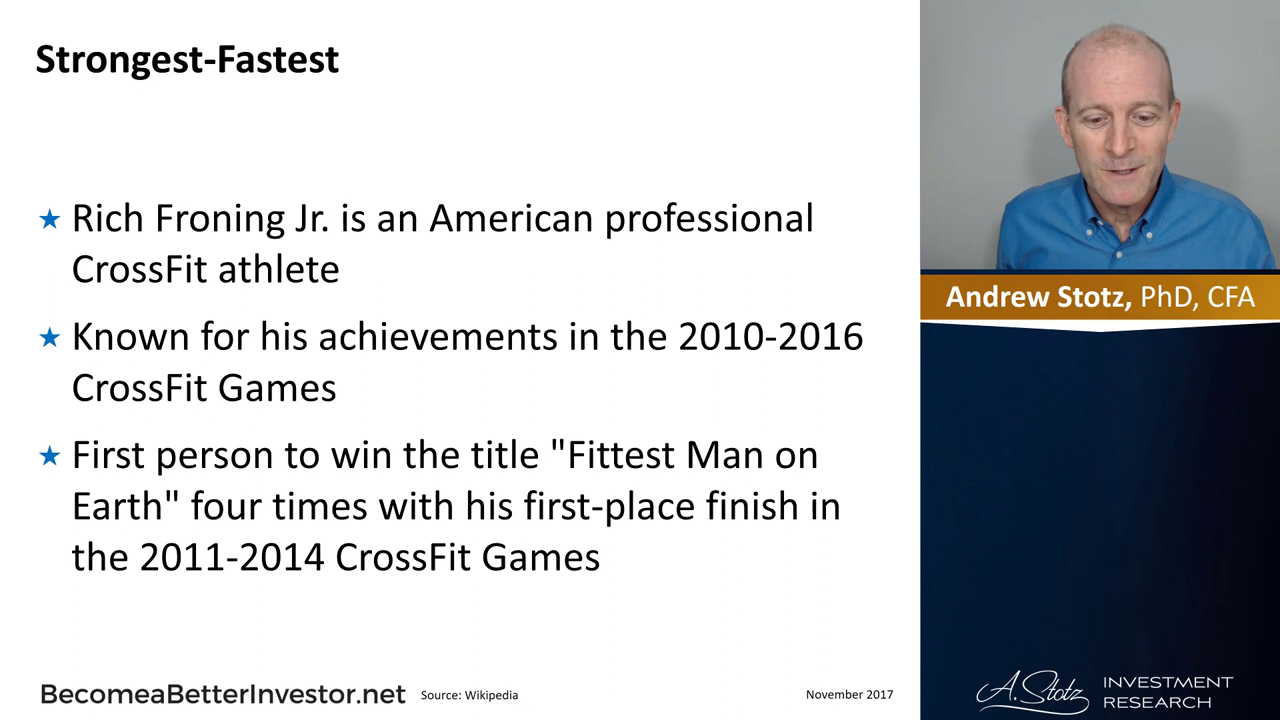 Strongest-Fastest
Rich Froning Jr. is an American professional
CrossFit athlete
Known for his achievements in the 2010-2016
CrossFit Games
First person to win the title "Fittest Man on
Earth" four times with his first-place finish in
the 2011-2014 CrossFit Games
BecomeaBetterInvestor.net
Source: Wikipedia
November 2017
Andrew Stotz, PhD, CFA
A. Stotz
INVESTMENT
RESEARCH